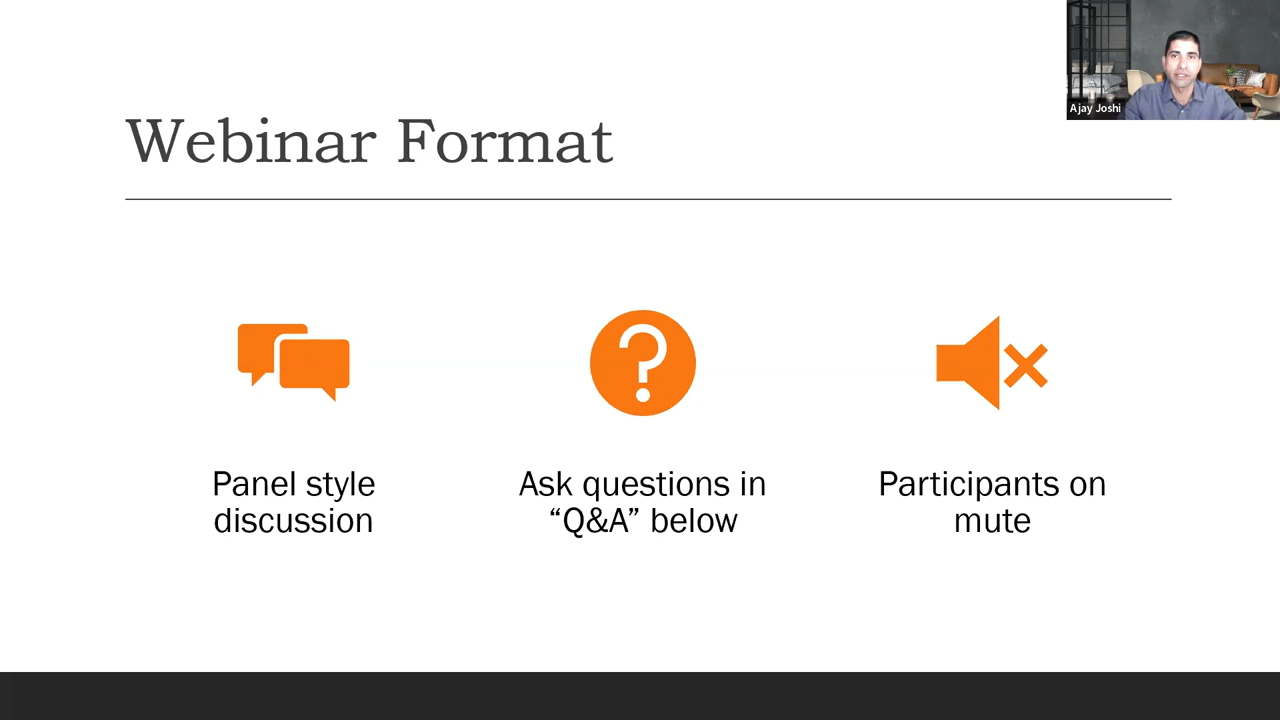 Ajay Joshi
Webinar Format
Panel style
discussion
Ask questions in
“Q&A” below
Participants on
mute